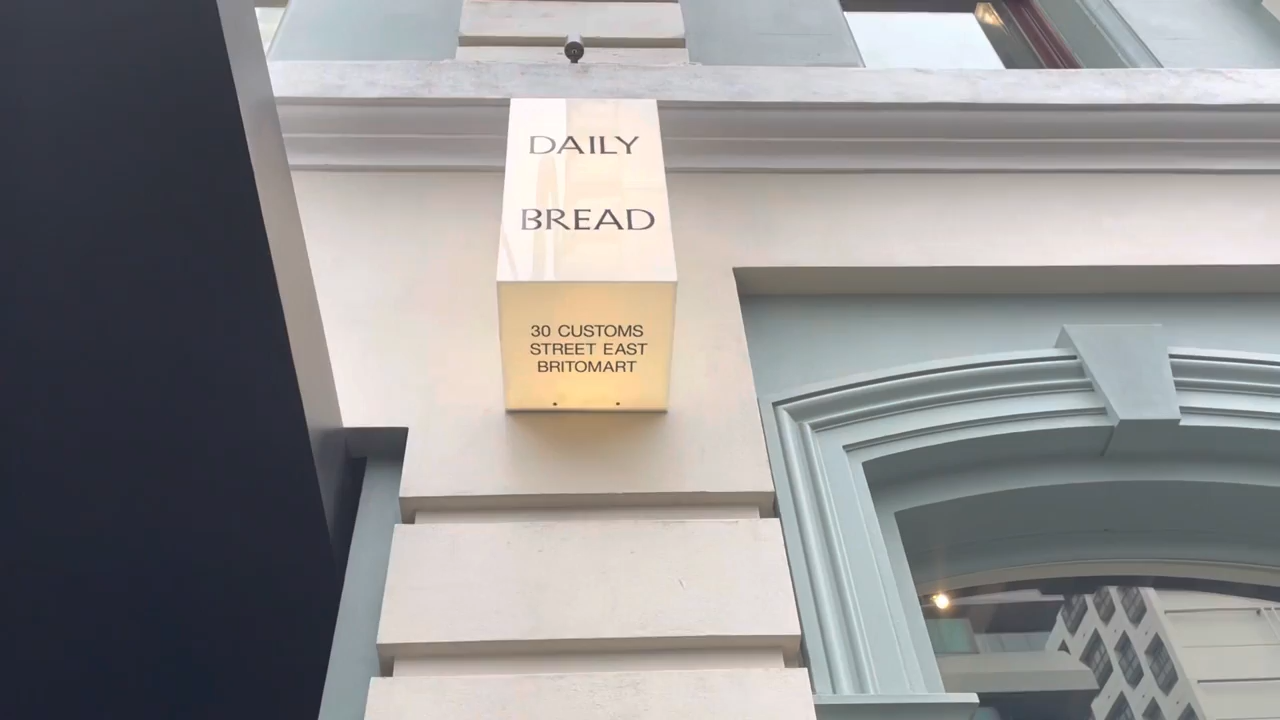 DAILY
BREAD
30 CUSTOMS
STREET EAST
BRITOMART